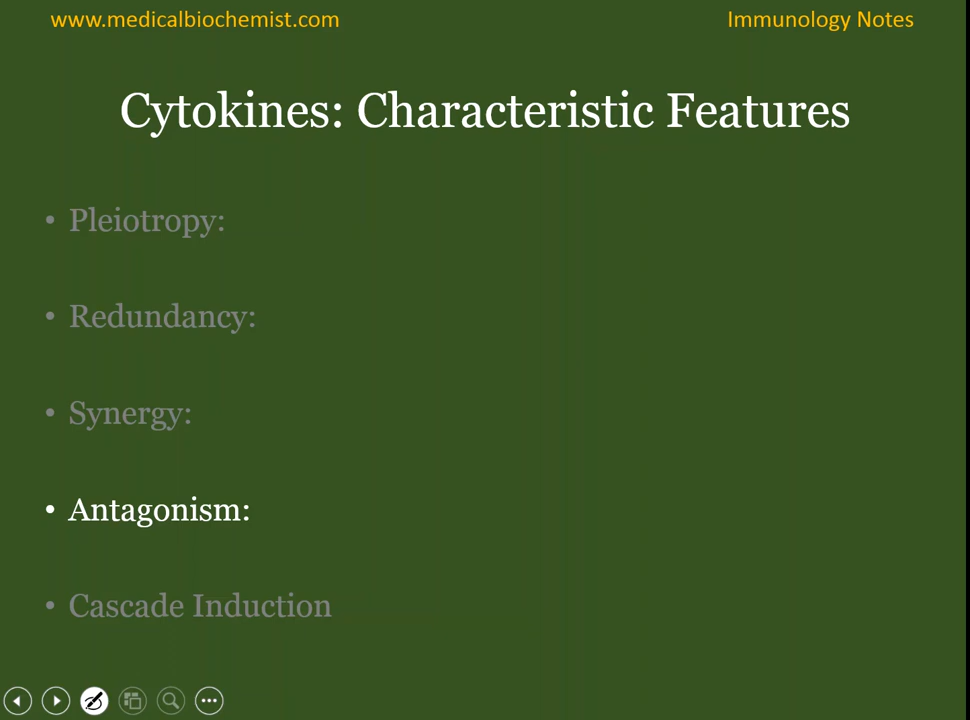 www.medicalbiochemist.com
Immunology Notes
Cytokines: Characteristic Features
• Pleiotropy:
• Redundancy:
• Synergy:
• Antagonism:
• Cascade Induction